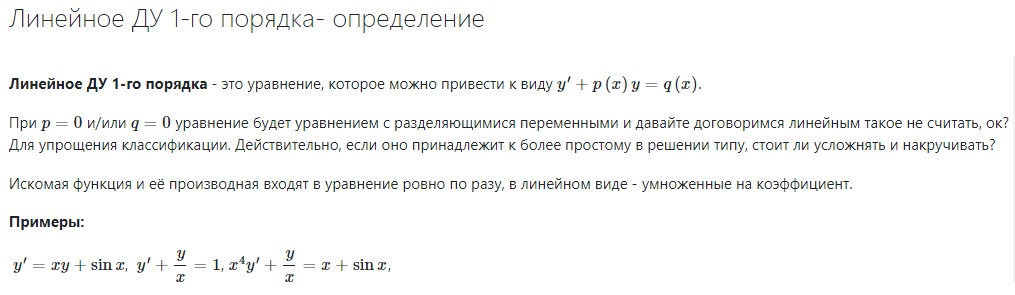 Линейное ДУ 1-го порядка- определение
Линейное ДУ 1-го порядка - это уравнение, которое можно привести к виду y′ + p (x) y = q (x).
При p = 0 и/или q = 0 уравнение будет уравнением с разделяющимися переменными и давайте договоримся линейным такое не считать, ок?
Для упрощения классификации. Действительно, если оно принадлежит к более простому в решении типу, стоит ли усложнять и накручивать?
Искомая функция и её производная входят в уравнение ровно по разу, в линейном виде - умноженные на коэффициент.
Примеры:
y′ = xy + sin x, y′ + y/x = 1, x⁴y′ + y/x = x + sin x,